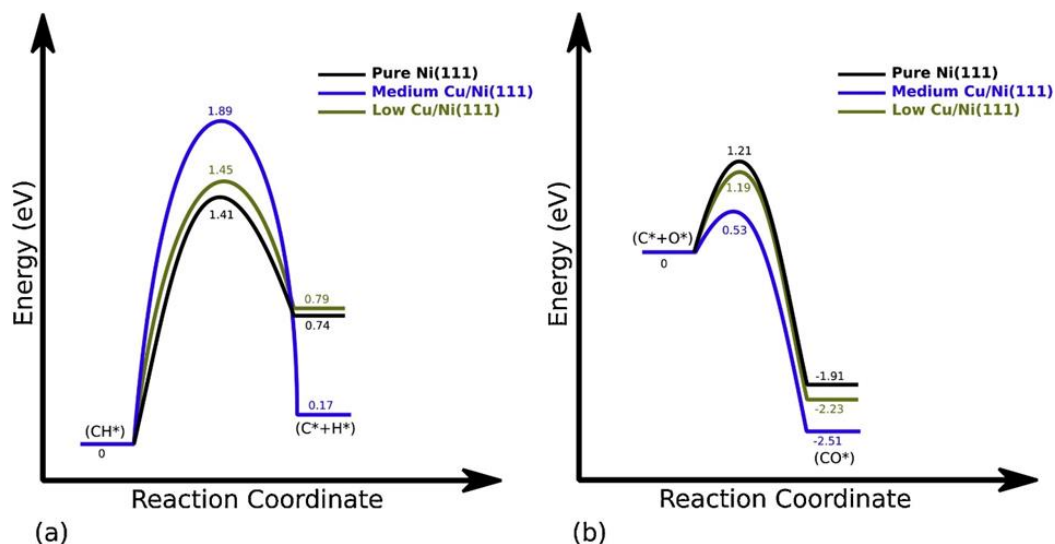 Pure Ni(111)
Medium Cu/Ni(111)
Low Cu/Ni(111)
1.89
1.45
1.41
0.79
0.74
0.17
(CH*)
0
(C*+H*)
Energy (eV)
Reaction Coordinate
(a)
Pure Ni(111)
Medium Cu/Ni(111)
Low Cu/Ni(111)
1.21
1.19
0.53
(C*+O*)
0
-1.91
-2.23
-2.51
(CO*)
Energy (eV)
Reaction Coordinate
(b)